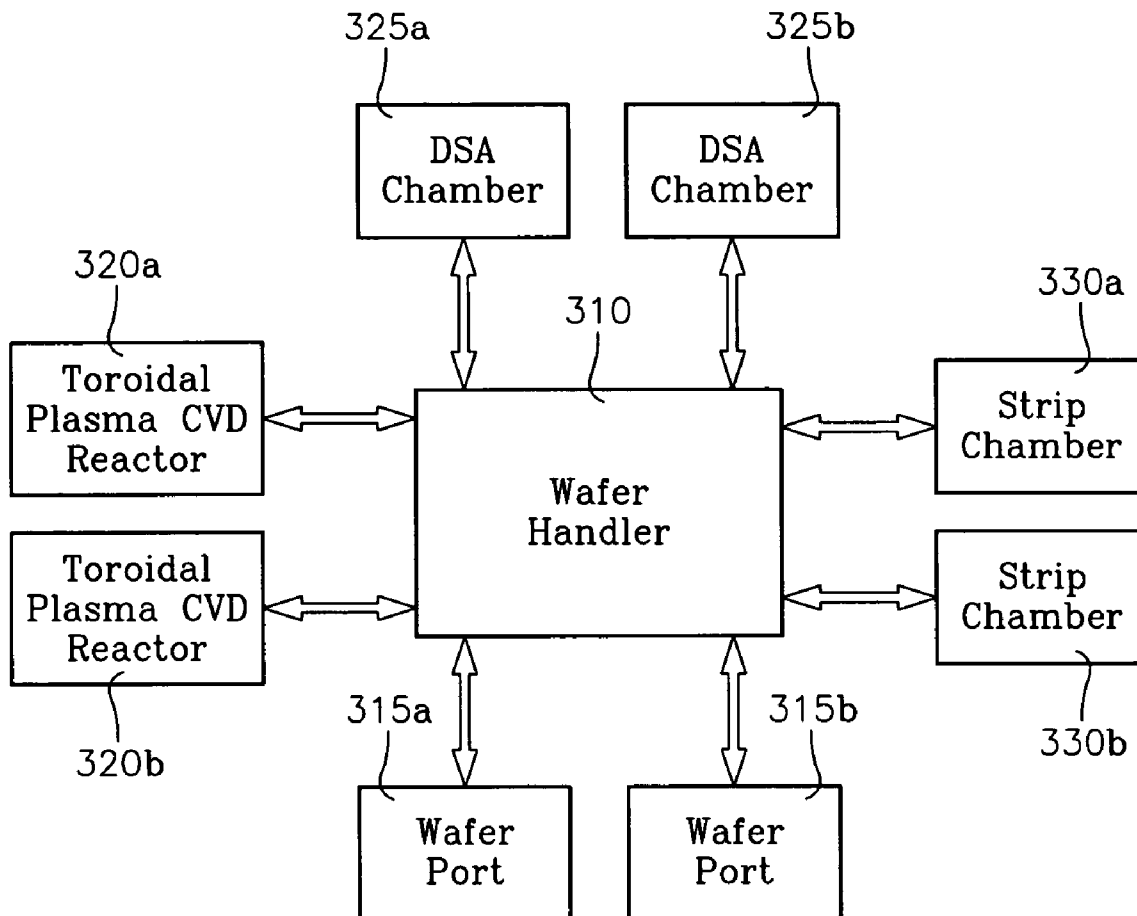 325a
325b
DSA
Chamber
DSA
Chamber
320a
310
330a
Toroidal
Plasma CVD
Reactor
Strip
Chamber
Wafer
Handler
Toroidal
Plasma CVD
Reactor
Strip
Chamber
320b
315a
315b
330b
Wafer
Port
Wafer
Port